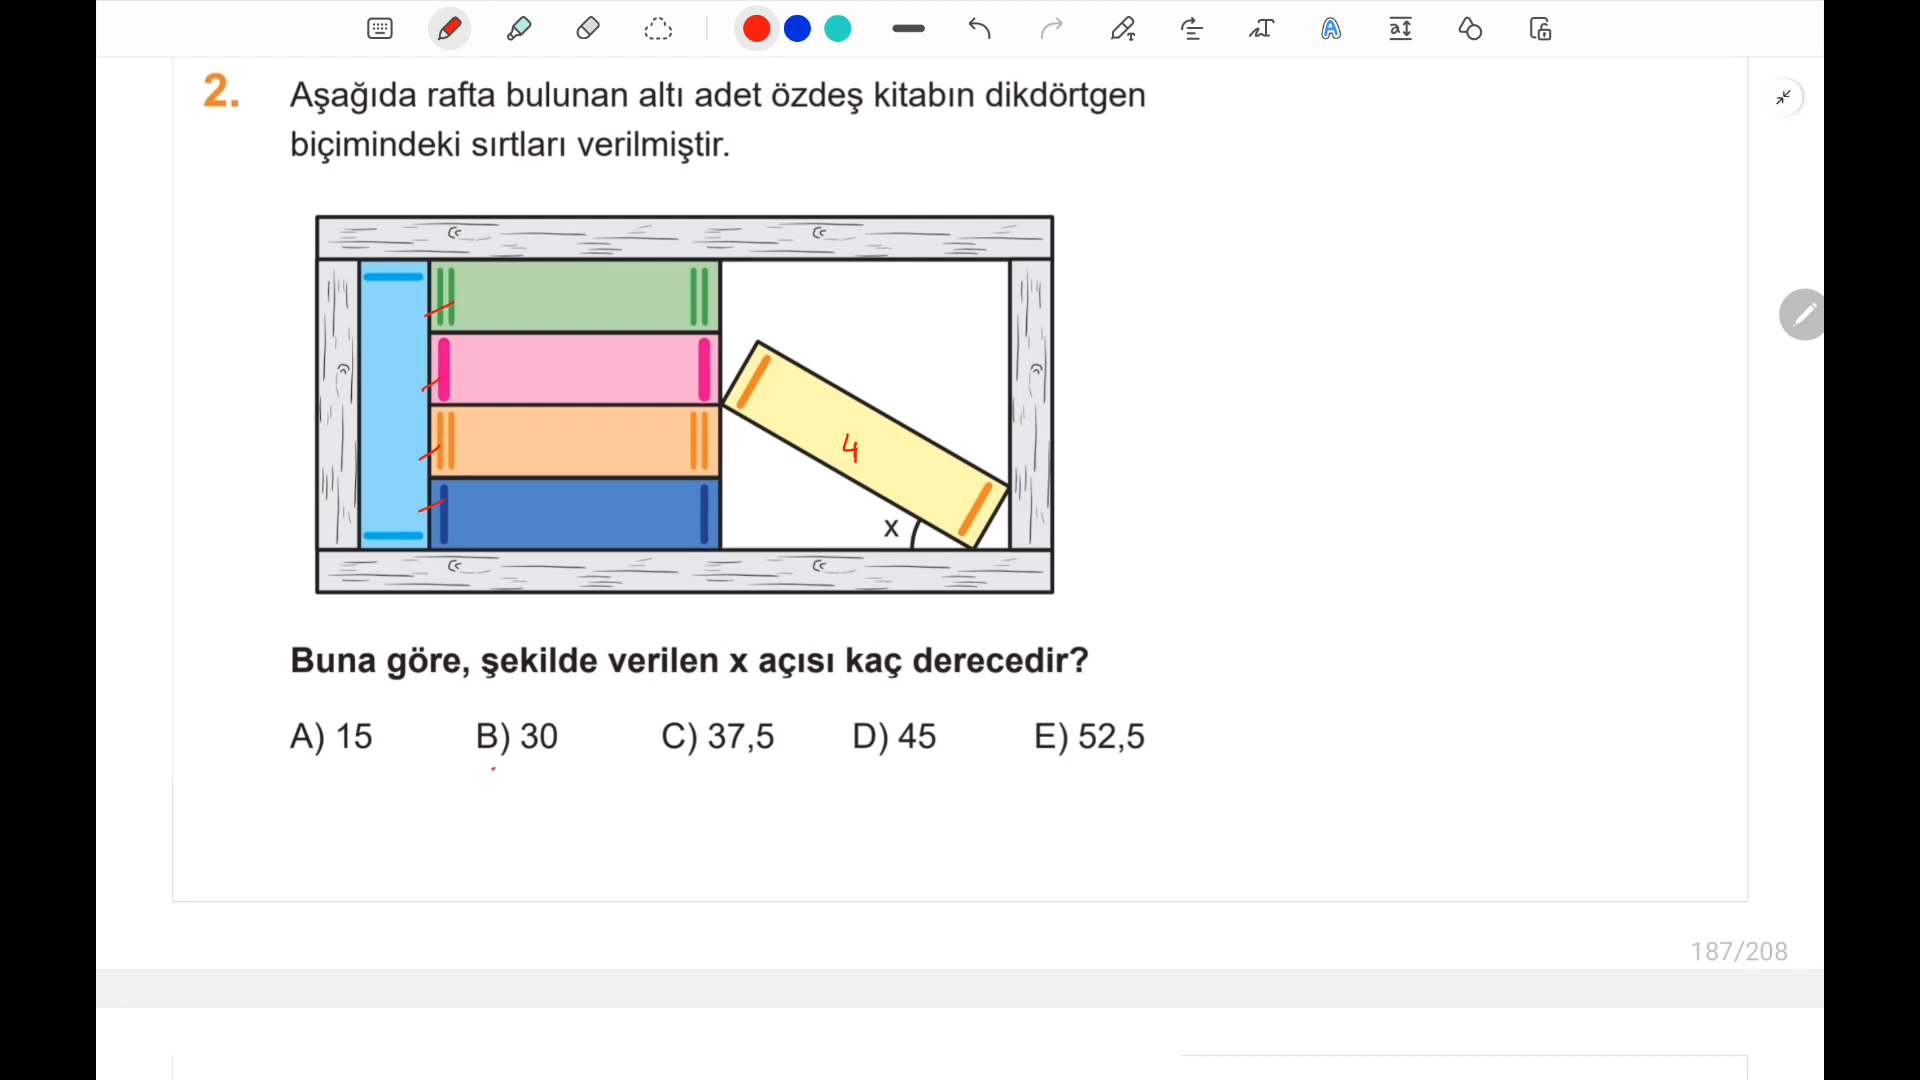 2. Aşağıda rafta bulunan altı adet özdeş kitabın dikdörtgen
biçimindeki sırtları verilmiştir.
4
x
Buna göre, şekilde verilen x açısı kaç derecedir?
A) 15 B) 30 C) 37,5 D) 45 E) 52,5
187/208